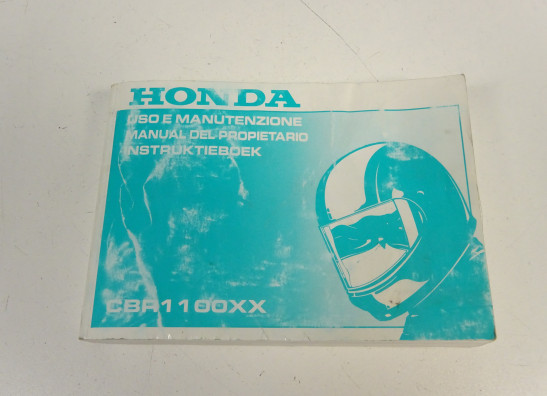 HONDA
USO E MANUTENZIONE
MANUAL DEL PROPIETARIO
INSTRUKTIEBOEK
CBR1100XX